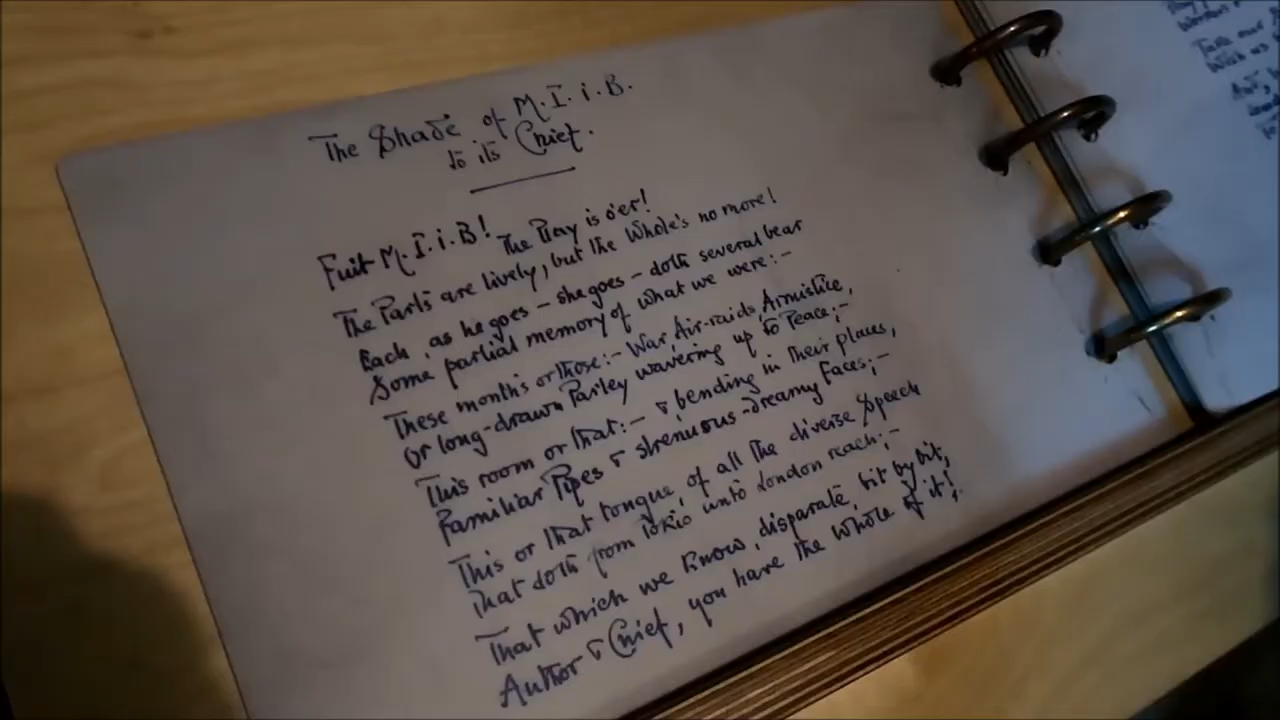 The Shade of M.I.i.B.
to its Chief.
Fuit M.I.i.B! The Play is o'er!
The Parts are lively, but the Whole's no more!
Each, as he goes – she goes – doth several bear
Some partial memory of what we were:–
These months or those:– War, Air-raids, Armistice,
Or long-drawn Parley wavering up to Peace;–
This room or that:– & bending in their places,
Familiar Pipes & strenuous-dreamy Faces;–
This or that tongue, of all the diverse Speech
That doth from Tokio unto London reach;–
That which we know, disparate, bit by bit,
Author & Chief, you have the whole of it!